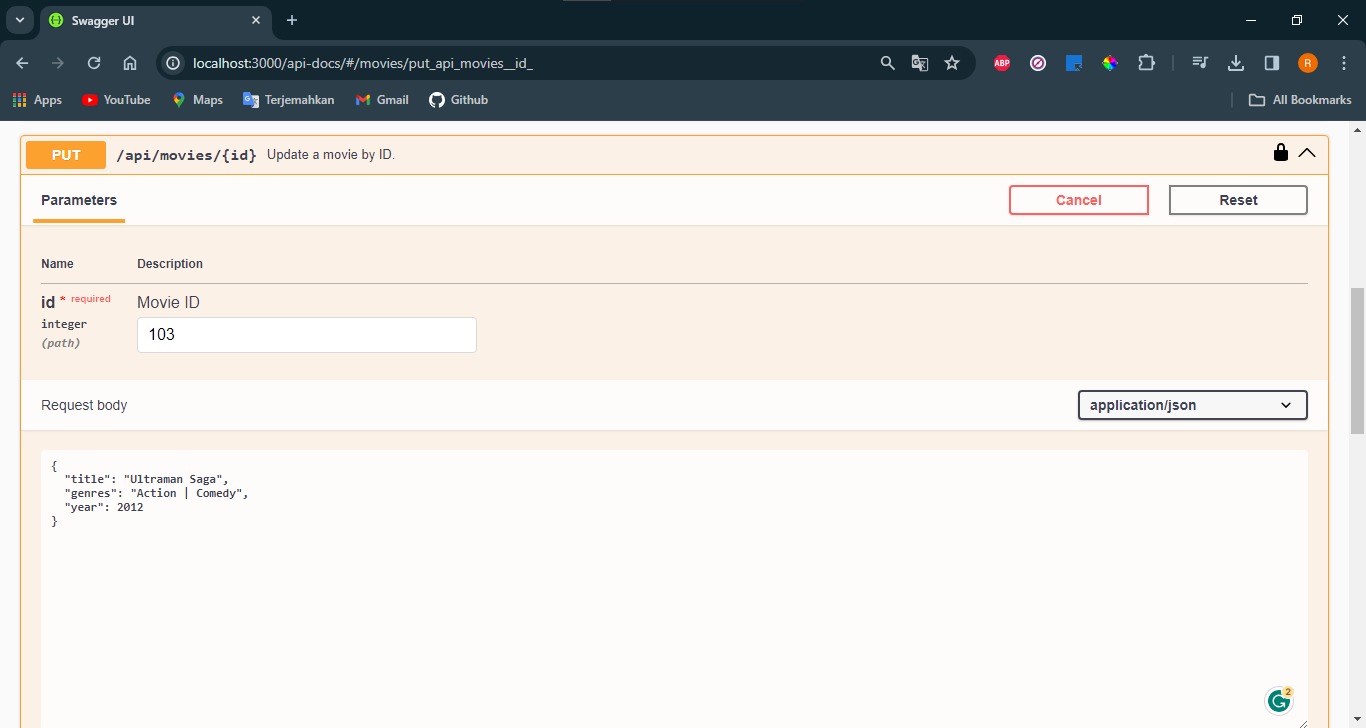 Swagger UI
localhost:3000/api-docs/#/movies/put_api_movies__id_
ABP
R
Apps YouTube Maps Terjemahkan Gmail Github All Bookmarks
PUT /api/movies/{id} Update a movie by ID.
Parameters Cancel Reset
Name Description
id * required Movie ID
integer
(path)
103
Request body application/json
{
"title": "Ultraman Saga",
"genres": "Action | Comedy",
"year": 2012
}
2